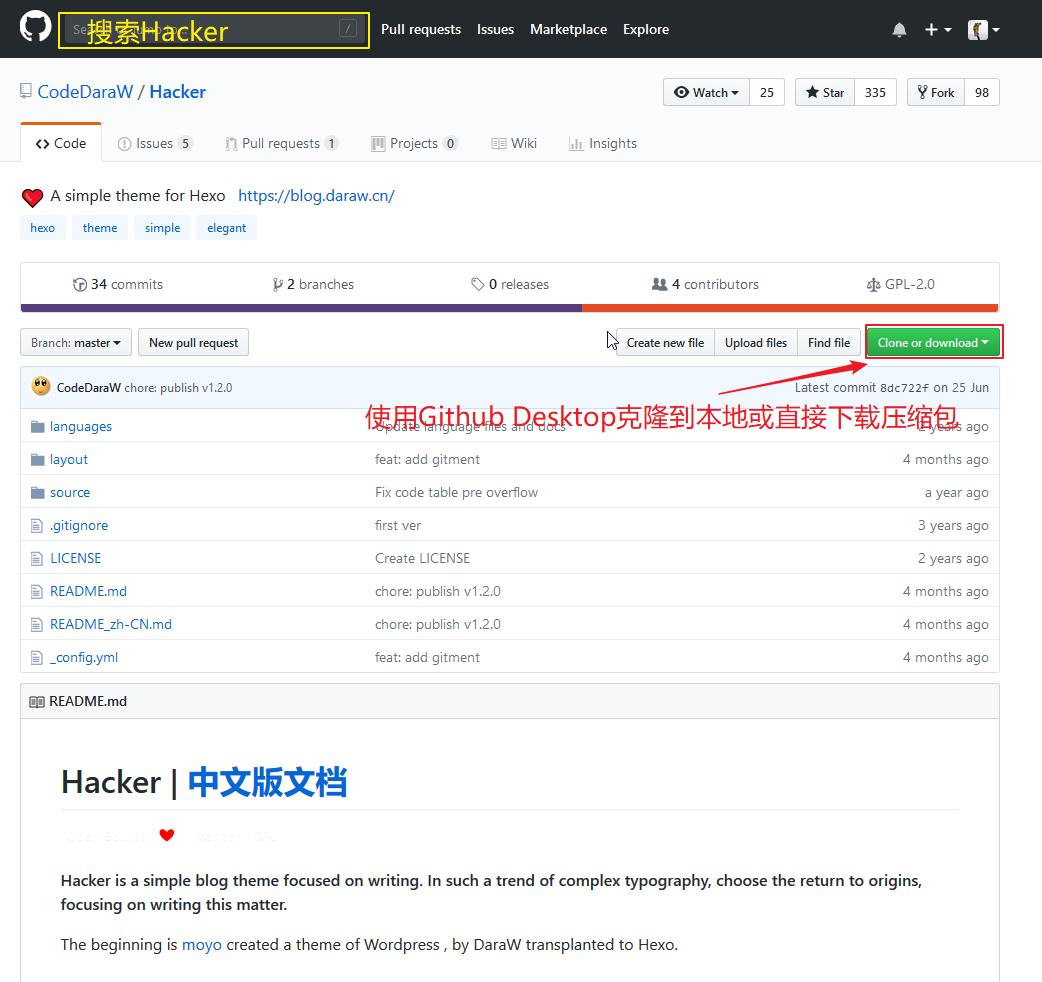 搜索Hacker
/
Pull requests Issues Marketplace Explore
CodeDaraW / Hacker
Watch 25 Star 335 Fork 98
Code Issues 5 Pull requests 1 Projects 0 Wiki Insights
A simple theme for Hexo https://blog.daraw.cn/
hexo theme simple elegant
34 commits 2 branches 0 releases 4 contributors GPL-2.0
Branch: master New pull request Create new file Upload files Find file Clone or download
CodeDaraW chore: publish v1.2.0 Latest commit 8dc722f on 25 Jun
使用Github Desktop克隆到本地或直接下载压缩包
languages Update language files and docs 2 years ago
layout feat: add gitment 4 months ago
source Fix code table pre overflow a year ago
.gitignore first ver 3 years ago
LICENSE Create LICENSE 2 years ago
README.md chore: publish v1.2.0 4 months ago
README_zh-CN.md chore: publish v1.2.0 4 months ago
_config.yml feat: add gitment 4 months ago
README.md
Hacker | 中文版文档
Hacker is a simple blog theme focused on writing. In such a trend of complex typography, choose the return to origins,
focusing on writing this matter.
The beginning is moyo created a theme of Wordpress , by DaraW transplanted to Hexo.